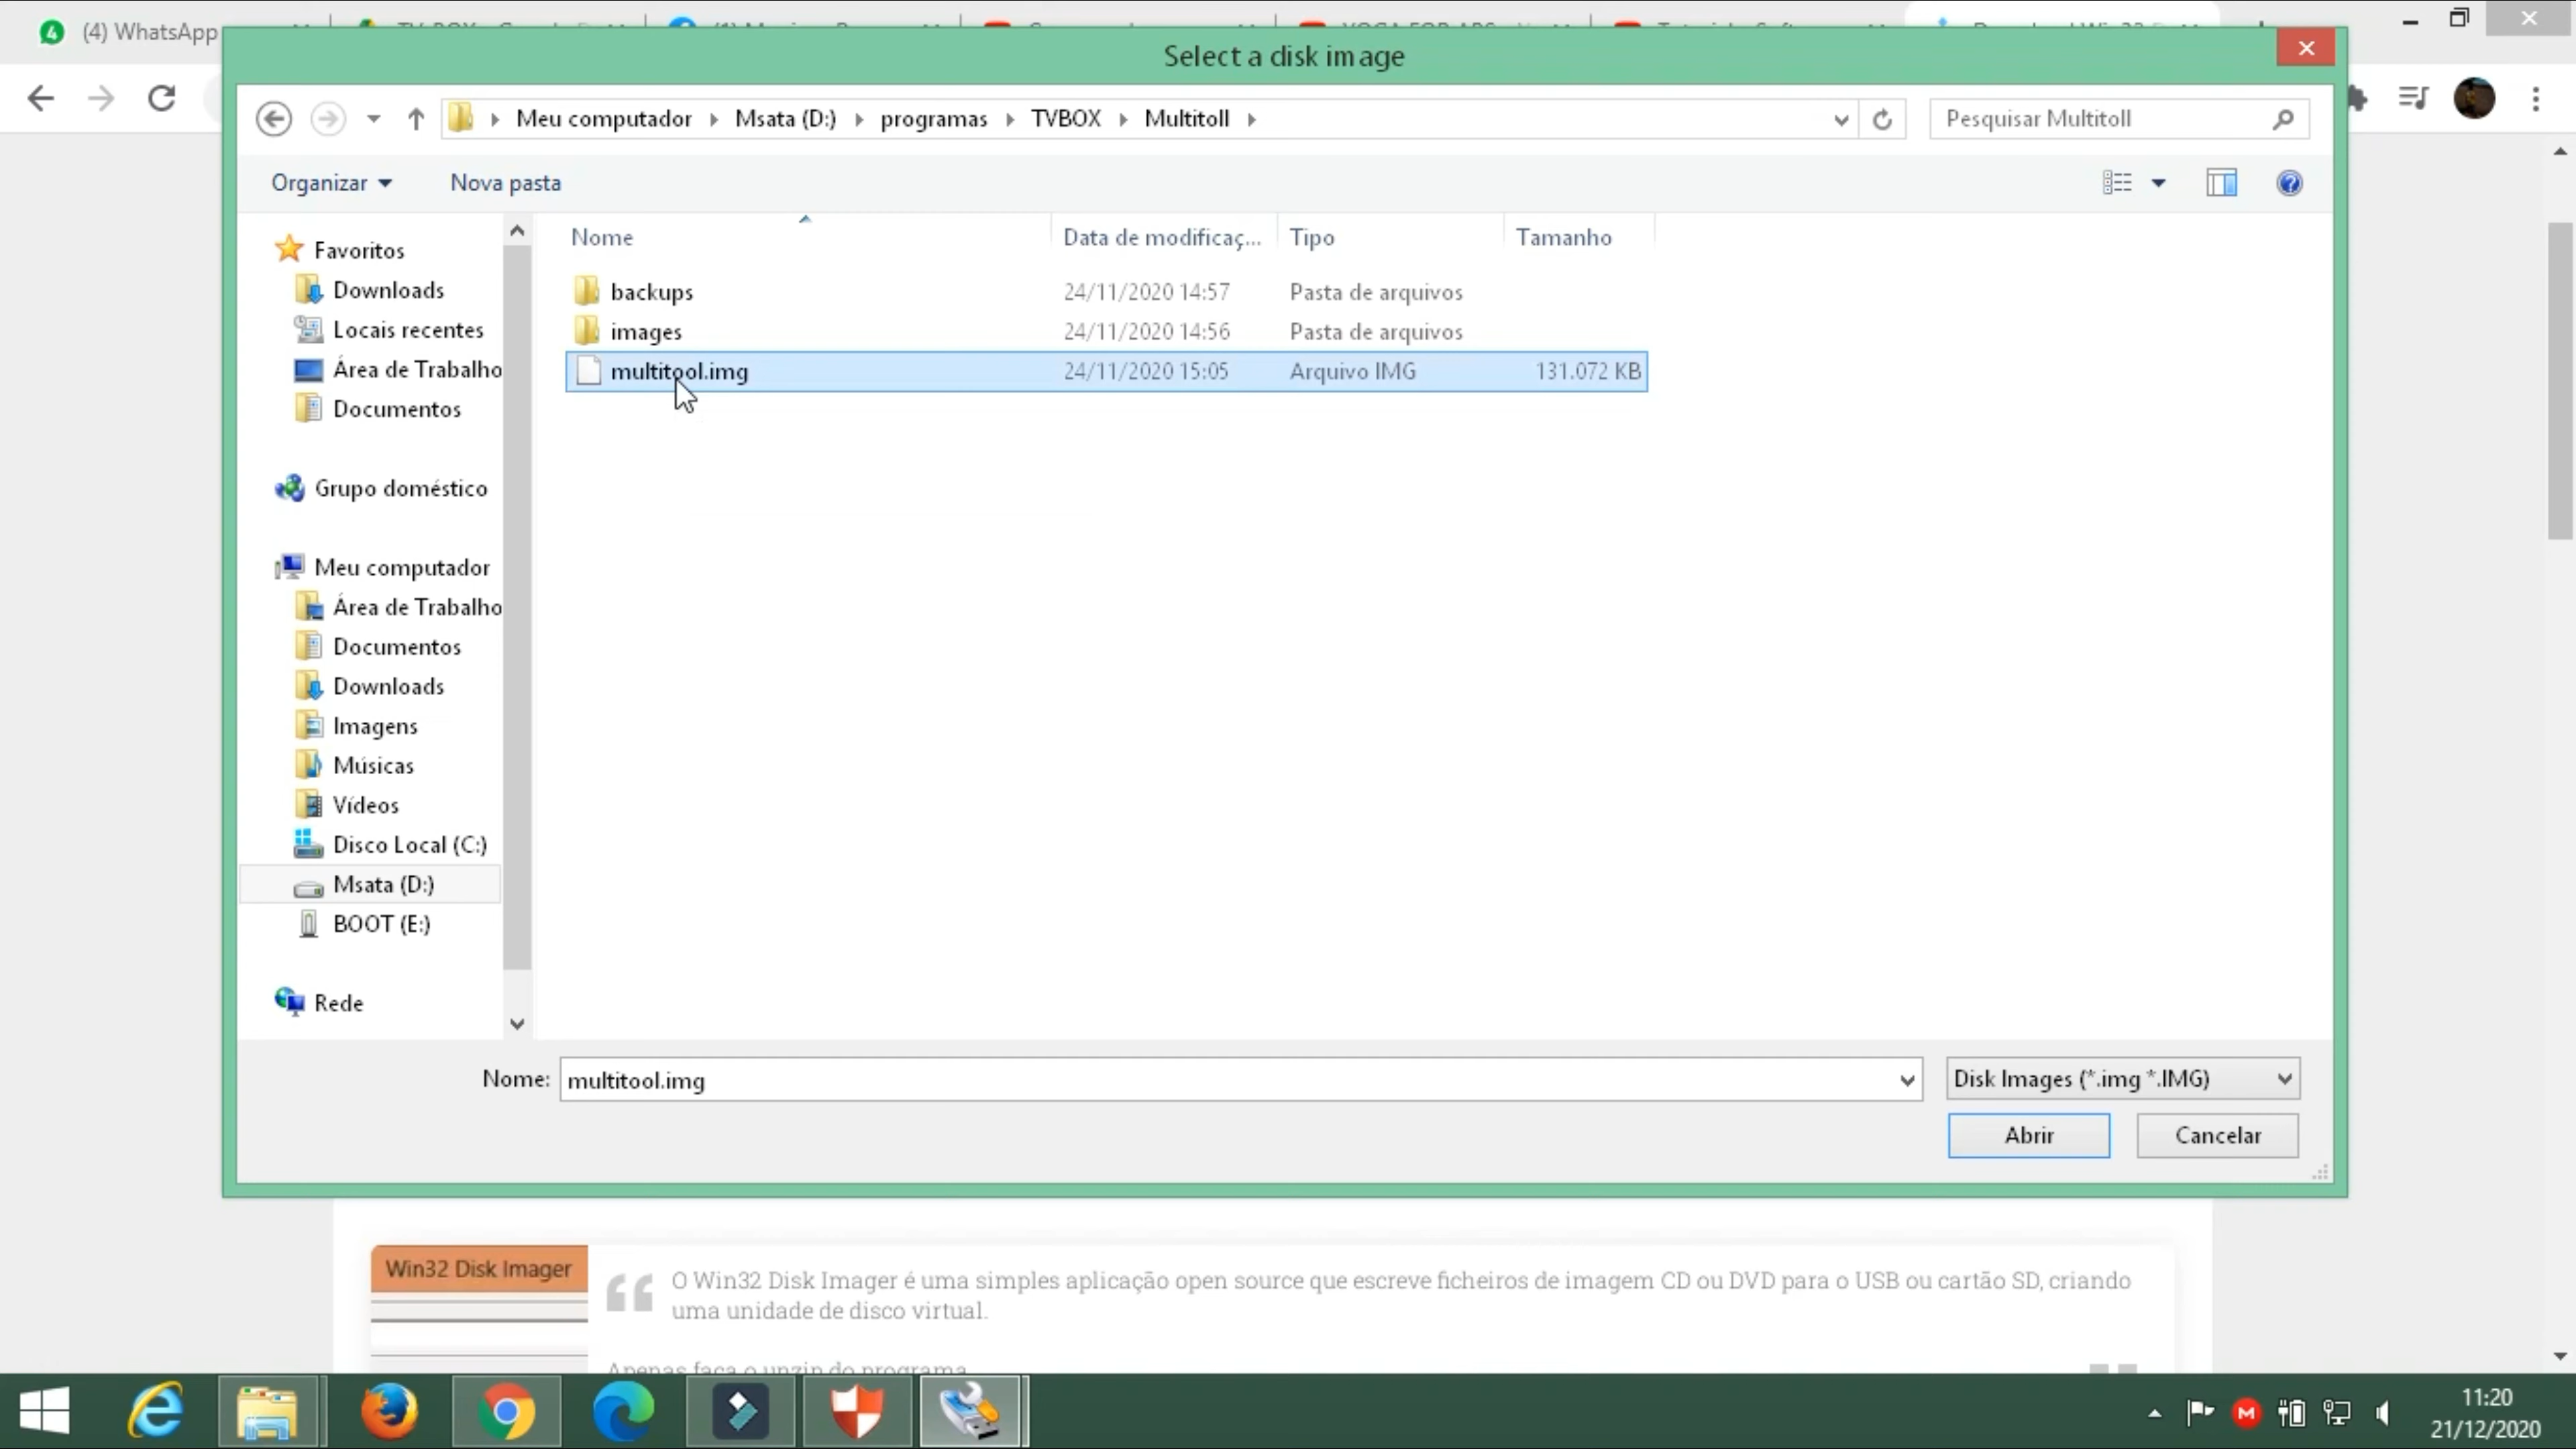 (4) WhatsApp
Select a disk image
Meu computador
Msata (D:)
programas
TVBOX
Multitoll
Pesquisar Multitoll
Organizar
Nova pasta
Nome
Data de modificaç...
Tipo
Tamanho
backups
24/11/2020 14:57
Pasta de arquivos
images
24/11/2020 14:56
Pasta de arquivos
multitool.img
24/11/2020 15:05
Arquivo IMG
131.072 KB
Favoritos
Downloads
Locais recentes
Área de Trabalho
Documentos
Grupo doméstico
Meu computador
Área de Trabalho
Documentos
Downloads
Imagens
Músicas
Vídeos
Disco Local (C:)
Msata (D:)
BOOT (E:)
Rede
Nome:
multitool.img
Disk Images (*.img *.IMG)
Abrir
Cancelar
Win32 Disk Imager
O Win32 Disk Imager é uma simples aplicação open source que escreve ficheiros de imagem CD ou DVD para o USB ou cartão SD, criando
uma unidade de disco virtual.
Apenas faça o unzip do programa
11:20
21/12/2020